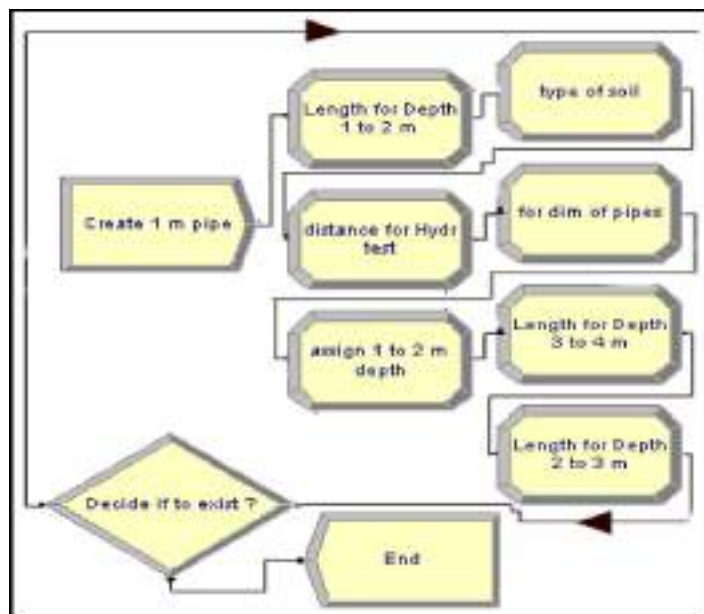 Length for Depth
1 to 2 m
type of soil
Create 1 m pipe
distance for Hydr
test
for dim of pipes
assign 1 to 2 m
depth
Length for Depth
3 to 4 m
Length for Depth
2 to 3 m
Decide if to exist ?
End